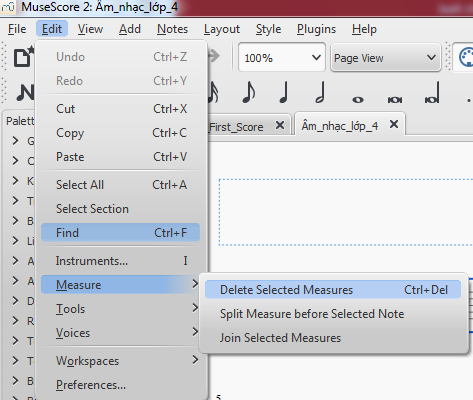 MuseScore 2: Âm_nhạc_lớp_4
File Edit View Add Notes Layout Style Plugins Help
Undo Ctrl+Z
100% Page View
Redo Ctrl+Y
Cut Ctrl+X
Copy Ctrl+C
First_Score Âm_nhạc_lớp_4
Paste Ctrl+V
Select All Ctrl+A
Select Section
Find Ctrl+F
Instruments... I
Measure
Delete Selected Measures Ctrl+Del
Tools
Split Measure before Selected Note
Voices
Join Selected Measures
Workspaces
Preferences...
5